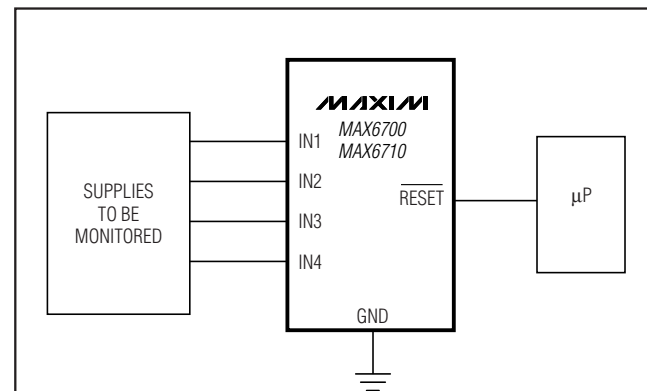 SUPPLIES
TO BE
MONITORED
MAXIM
MAX6700
MAX6710
IN1
IN2
IN3
IN4
RESET
GND
µP